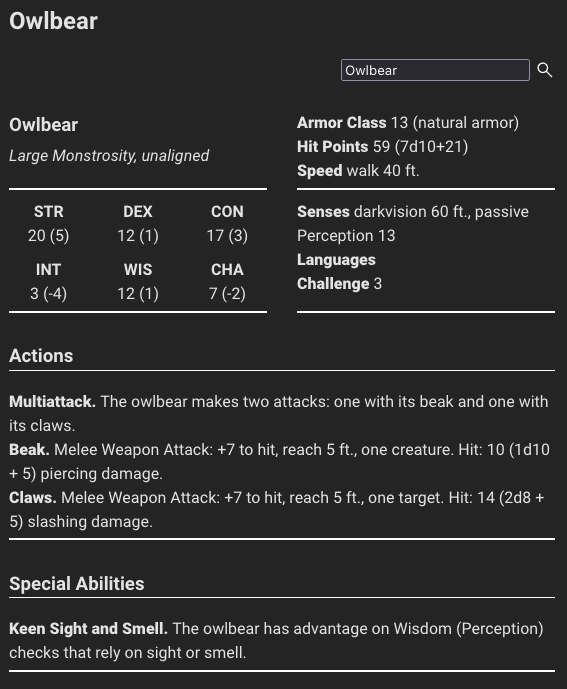 Owlbear
Owlbear
Owlbear
Large Monstrosity, unaligned
STR DEX CON
20 (5) 12 (1) 17 (3)
INT WIS CHA
3 (-4) 12 (1) 7 (-2)
Armor Class 13 (natural armor)
Hit Points 59 (7d10+21)
Speed walk 40 ft.
Senses darkvision 60 ft., passive
Perception 13
Languages
Challenge 3
Actions
Multiattack. The owlbear makes two attacks: one with its beak and one with
its claws.
Beak. Melee Weapon Attack: +7 to hit, reach 5 ft., one creature. Hit: 10 (1d10
+ 5) piercing damage.
Claws. Melee Weapon Attack: +7 to hit, reach 5 ft., one target. Hit: 14 (2d8 +
5) slashing damage.
Special Abilities
Keen Sight and Smell. The owlbear has advantage on Wisdom (Perception)
checks that rely on sight or smell.